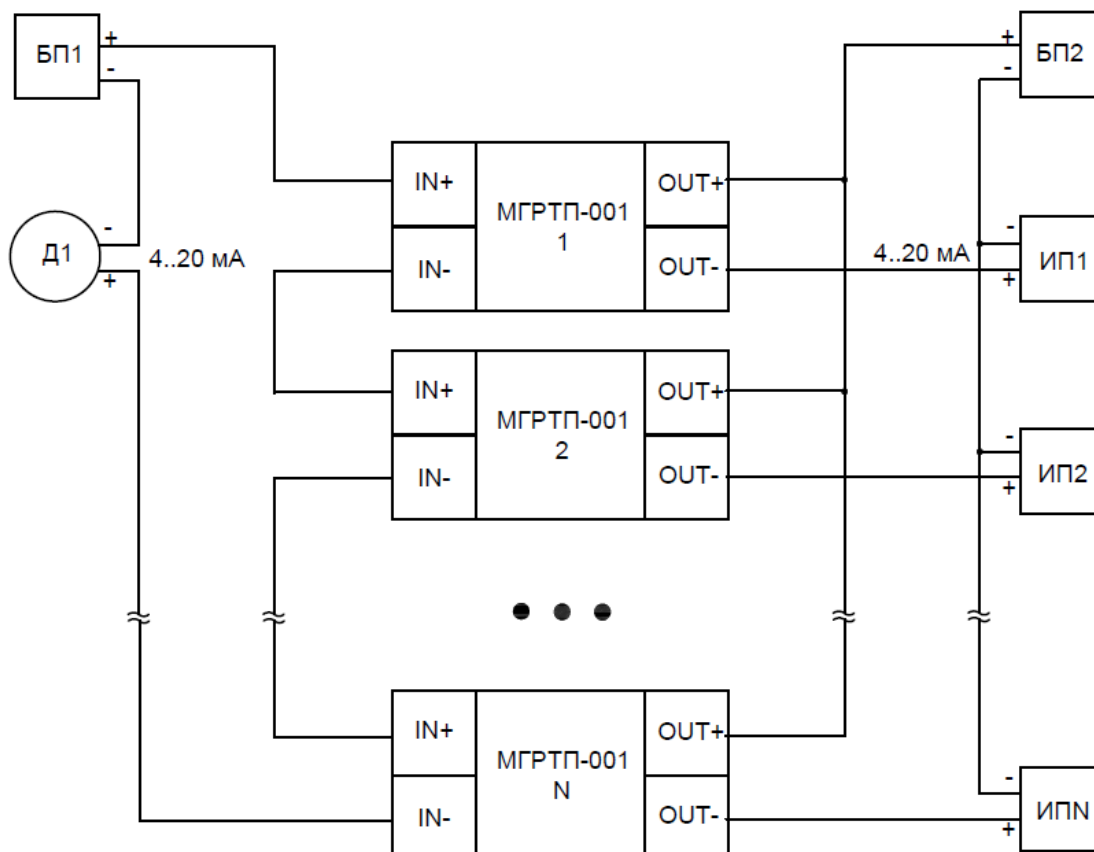 БП1
+
-
+
-
БП2
IN+
МГРТП-001
1
OUT+
IN-
OUT-
Д1
-
+
4..20 мА
4..20 мА
-
+
ИП1
IN+
МГРТП-001
2
OUT+
IN-
OUT-
-
+
ИП2
IN+
МГРТП-001
N
OUT+
IN-
OUT-
-
+
ИПN